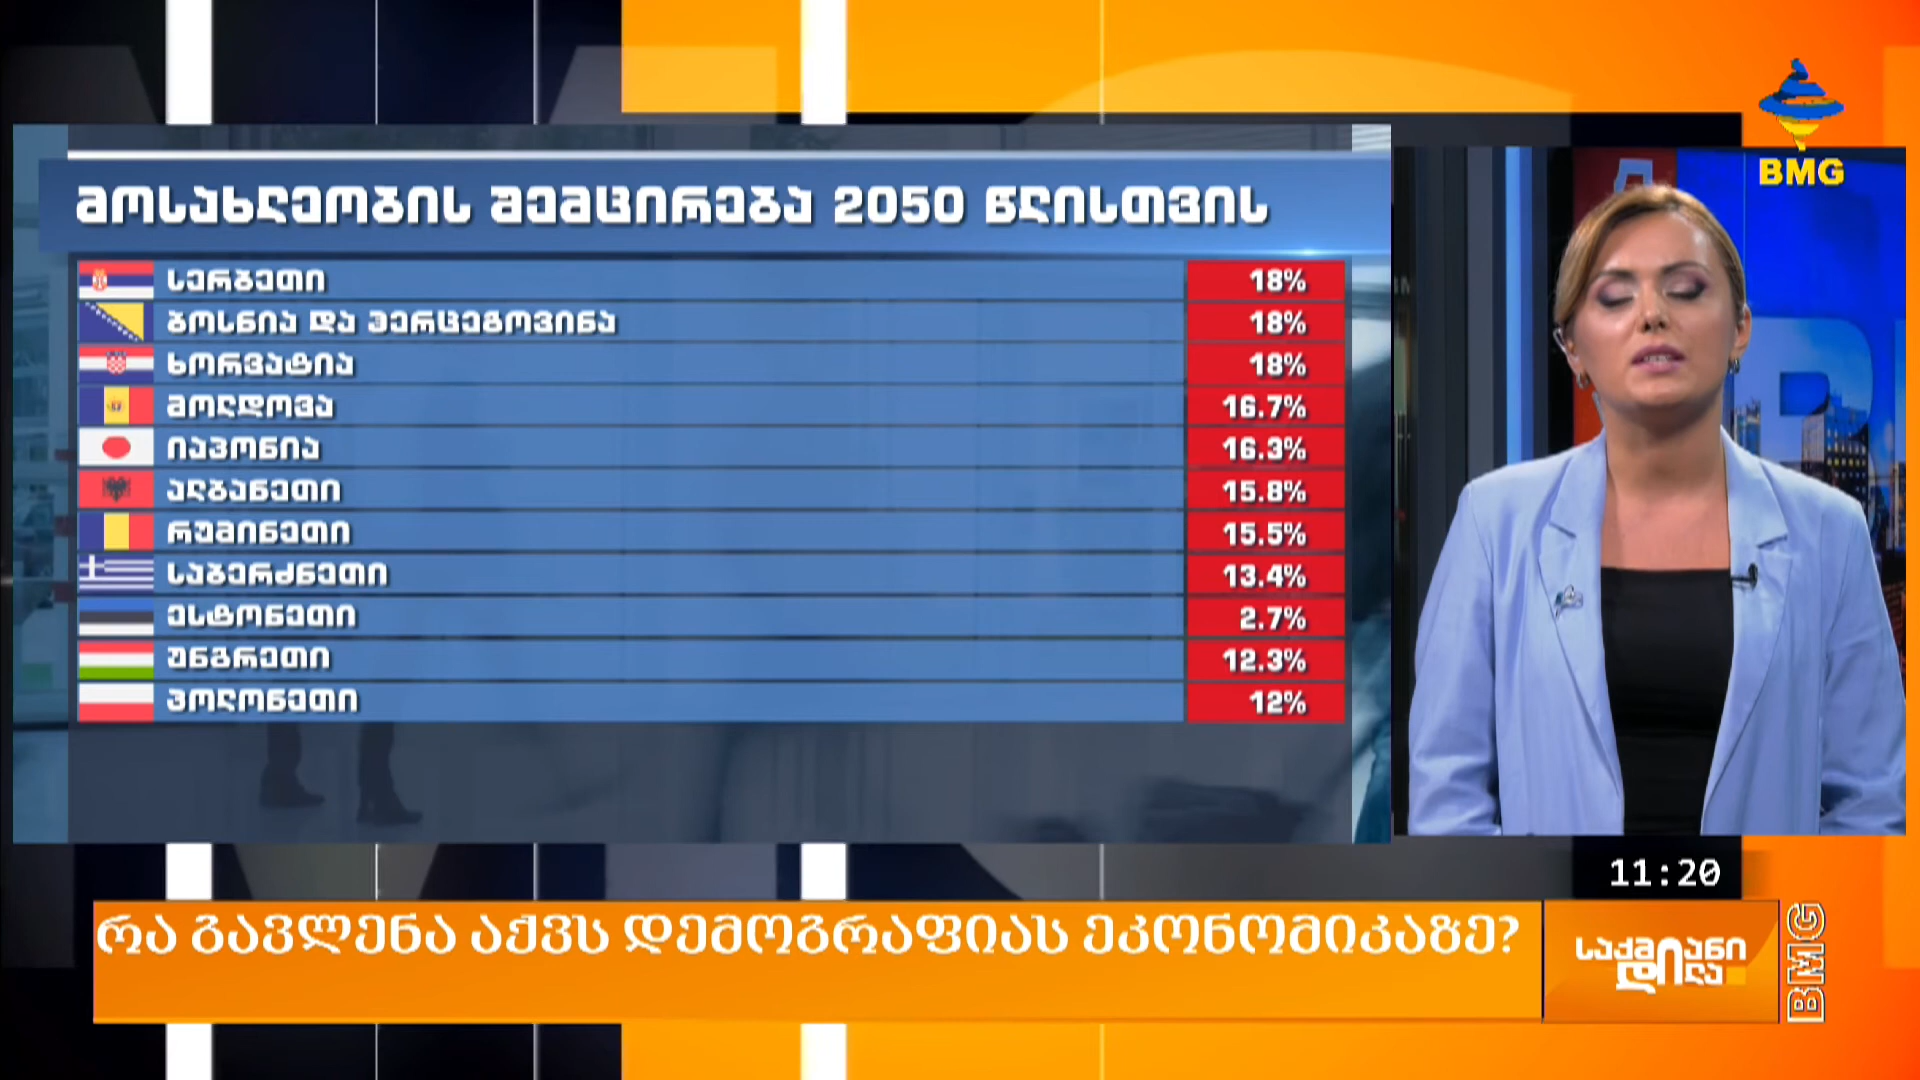 BMG
მოსახლეობის შემცირება 2050 წლისთვის
სერბეთი 18%
ბოსნია და ჰერცეგოვინა 18%
ხორვატია 18%
მოლდოვა 16.7%
იაპონია 16.3%
ალბანეთი 15.8%
რუმინეთი 15.5%
საბერძნეთი 13.4%
ესტონეთი 2.7%
უნგრეთი 12.3%
პოლონეთი 12%
11:20
რა გავლენა აქვს დემოგრაფიას ეკონომიკაზე?
საქმიანი
დილა
BMG